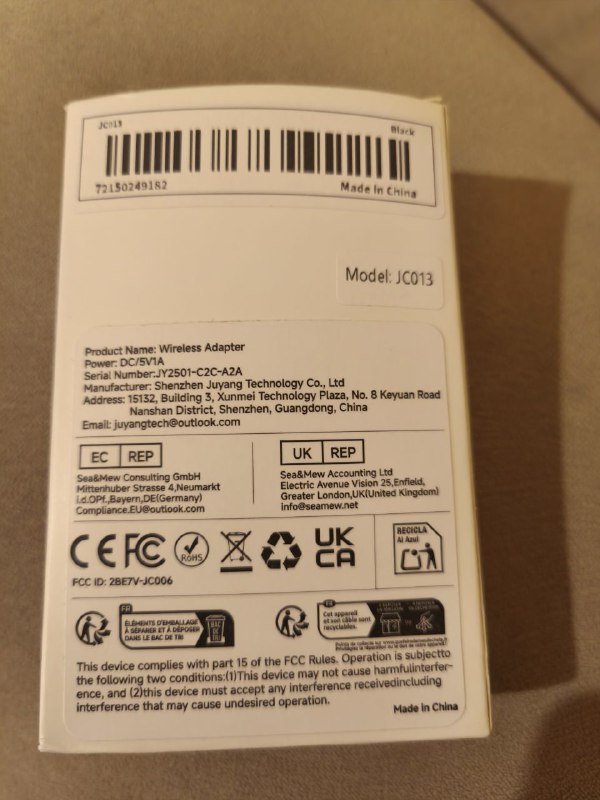 JC013
Black
72150249182
Made In China
Model: JC013
Product Name: Wireless Adapter
Power: DC/5V1A
Serial Number:JY2501-C2C-A2A
Manufacturer: Shenzhen Juyang Technology Co., Ltd
Address: 15132, Building 3, Xunmei Technology Plaza, No. 8 Keyuan Road
Nanshan District, Shenzhen, Guangdong, China
Email: juyangtech@outlook.com
EC REP
Sea&Mew Consulting GmbH
Mittenhuber Strasse 4,Neumarkt
i.d.OPf.,Bayern,DE(Germany)
Compliance.EU@outlook.com
UK REP
Sea&Mew Accounting Ltd
Electric Avenue Vision 25,Enfield,
Greater London,UK(United Kingdom)
info@seamew.net
CE FC RoHS UK
CA
RECICLA
Al Azul
FCC ID: 2BE7V-JC006
FR
ÉLÉMENTS D'EMBALLAGE
À SÉPARER ET À DÉPOSER
DANS LE BAC DE TRI
BAC
DE
TRI
FR
Cet appareil
et son câble sont
recyclables.
This device complies with part 15 of the FCC Rules. Operation is subjectto
the following two conditions:(1)This device may not cause harmfulinterfer-
ence, and (2)this device must accept any interference receivedincluding
interference that may cause undesired operation.
Made in China